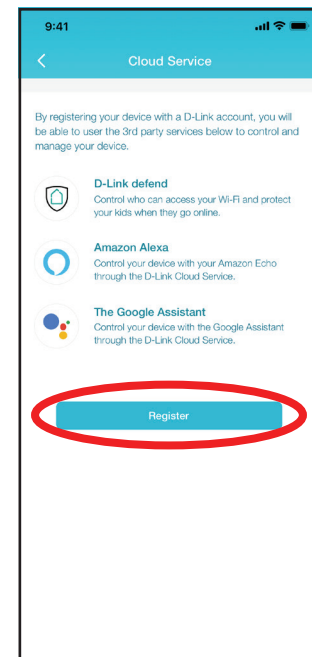 9:41
Cloud Service
By registering your device with a D-Link account, you will
be able to user the 3rd party services below to control and
manage your device.
D-Link defend
Control who can access your Wi-Fi and protect
your kids when they go online.
Amazon Alexa
Control your device with your Amazon Echo
through the D-Link Cloud Service.
The Google Assistant
Control your device with the Google Assistant
through the D-Link Cloud Service.
Register